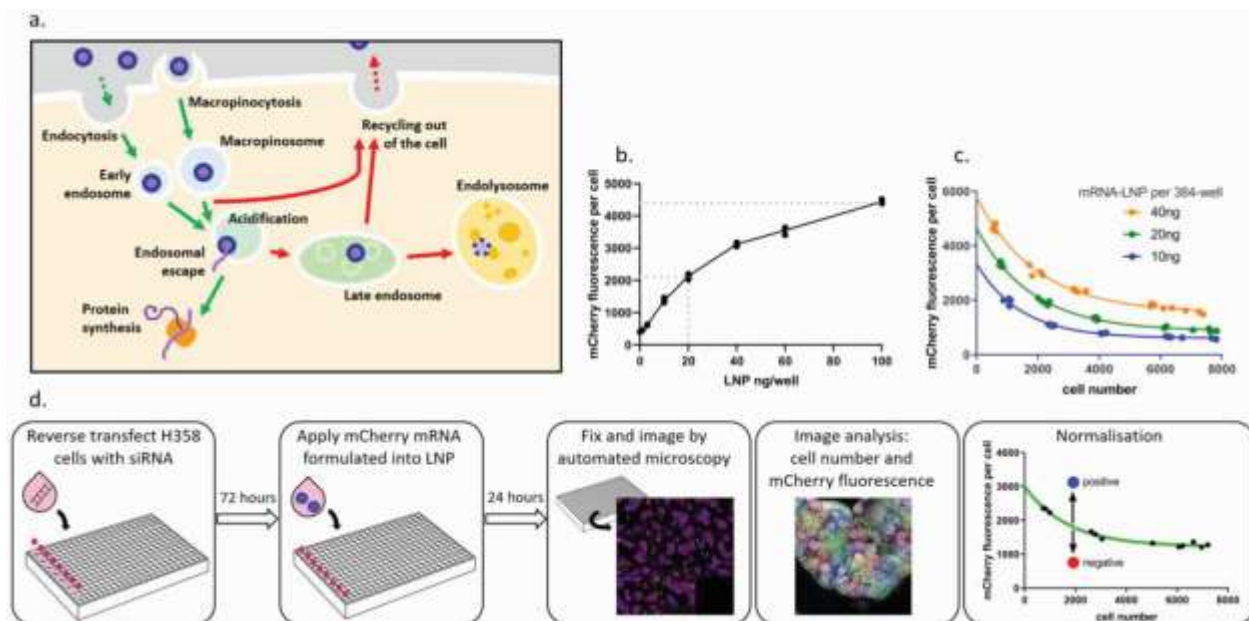 a.
Macropinocytosis
Endocytosis
Macropinosome
Recycling out
of the cell
Early
endosome
Endolysosome
Acidification
Endosomal
escape
Late endosome
Protein
synthesis
b.
mCherry fluorescence per cell
5000
4000
3000
2000
1000
0
0
20
40
60
80
100
LNP ng/well
c.
mCherry fluorescence per cell
6000
4000
2000
0
mRNA-LNP per 384-well
40ng
20ng
10ng
0
2000
4000
6000
8000
cell number
d.
Reverse transfect H358
cells with siRNA
72 hours
Apply mCherry mRNA
formulated into LNP
24 hours
Fix and image by
automated microscopy
Image analysis:
cell number and
mCherry fluorescence
Normalisation
mCherry fluorescence per cell
4000
3000
2000
1000
0
positive
negative
0
2000
4000
6000
8000
cell number